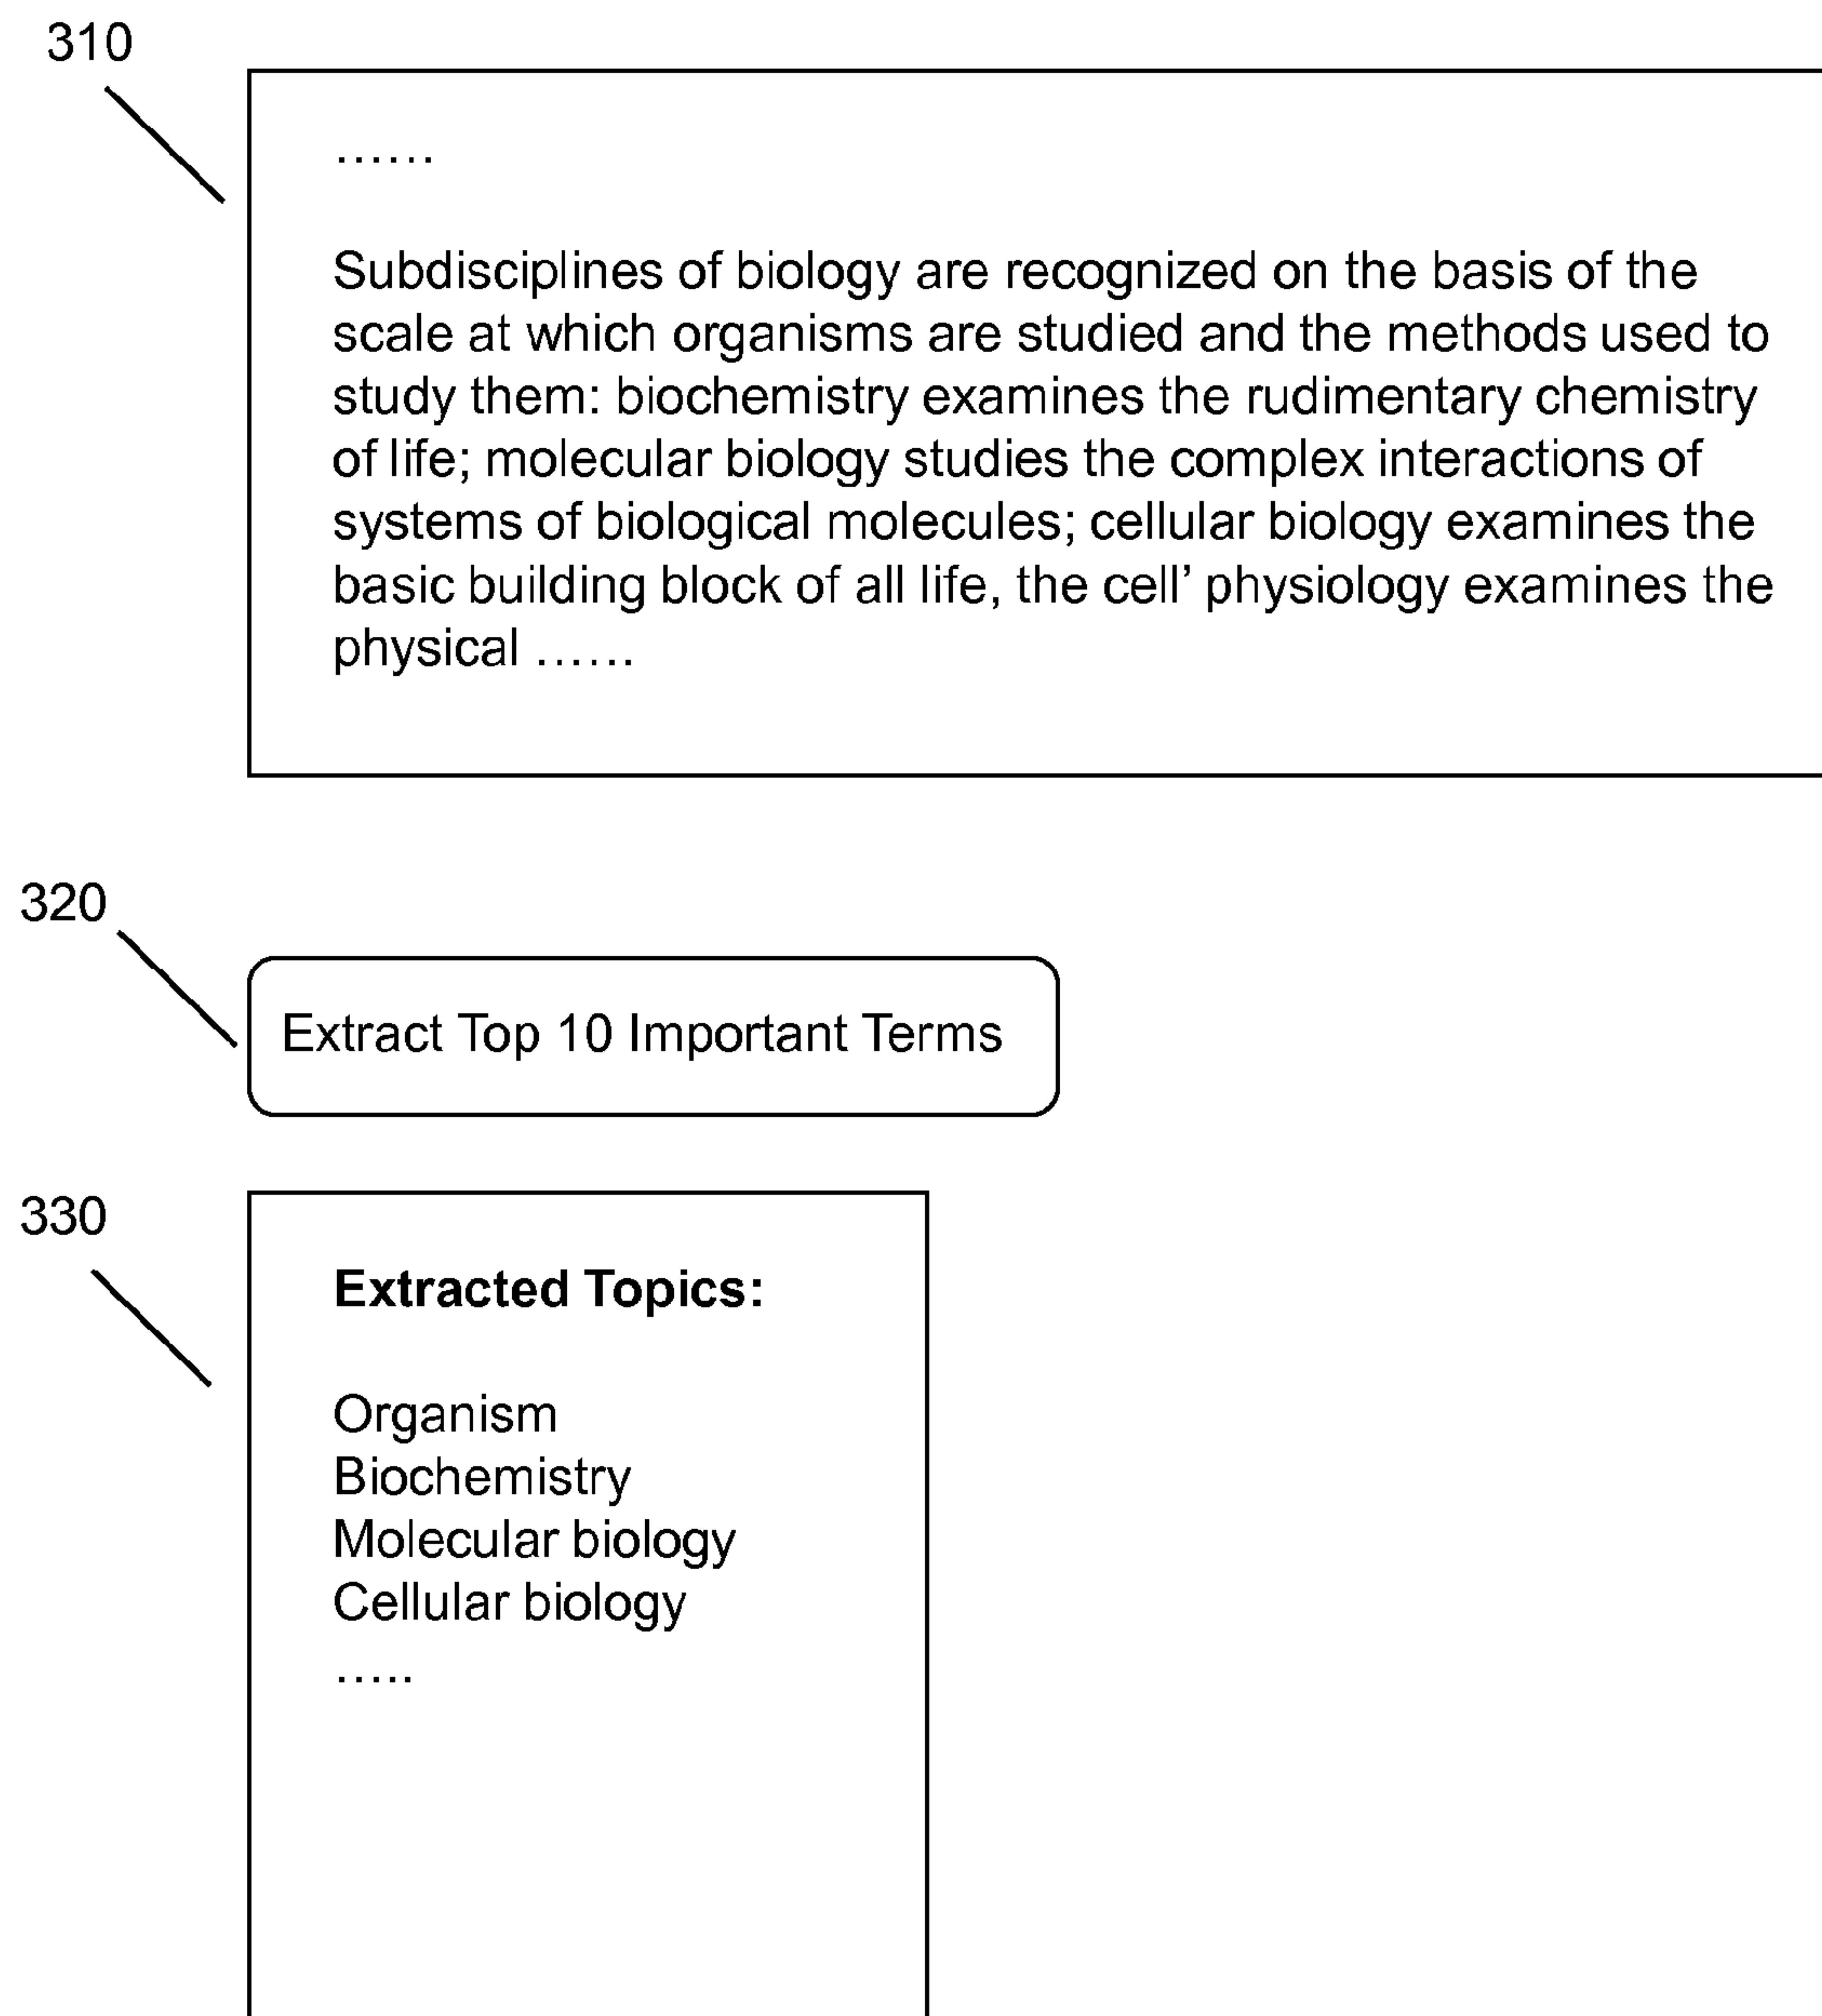 310
......
Subdisciplines of biology are recognized on the basis of the
scale at which organisms are studied and the methods used to
study them: biochemistry examines the rudimentary chemistry
of life; molecular biology studies the complex interactions of
systems of biological molecules; cellular biology examines the
basic building block of all life, the cell’ physiology examines the
physical ......
320
Extract Top 10 Important Terms
330
Extracted Topics:
Organism
Biochemistry
Molecular biology
Cellular biology
.....